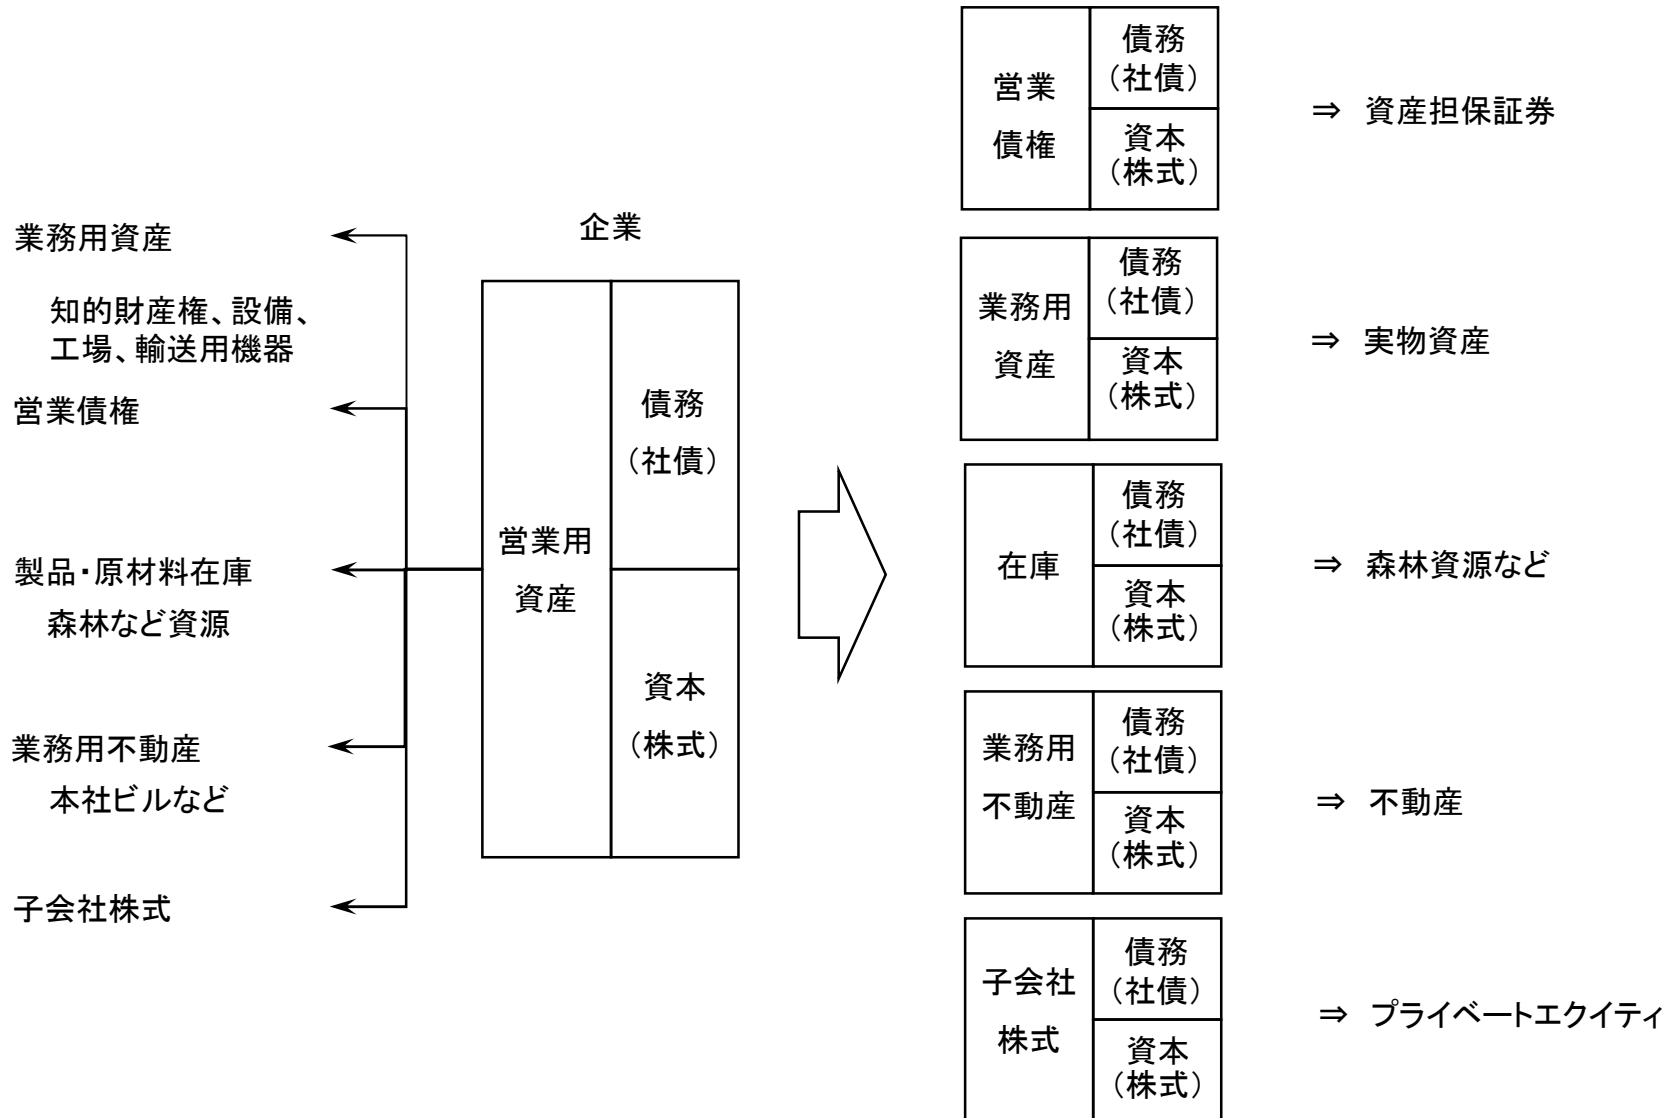 業務用資産
知的財産権、設備、
工場、輸送用機器
営業債権
製品・原材料在庫
森林など資源
業務用不動産
本社ビルなど
子会社株式
企業
営業用
資産
債務
（社債）
資本
（株式）
営業
債権
債務
（社債）
資本
（株式）
⇒ 資産担保証券
業務用
資産
債務
（社債）
資本
（株式）
⇒ 実物資産
在庫
債務
（社債）
資本
（株式）
⇒ 森林資源など
業務用
不動産
債務
（社債）
資本
（株式）
⇒ 不動産
子会社
株式
債務
（社債）
資本
（株式）
⇒ プライベートエクイティ